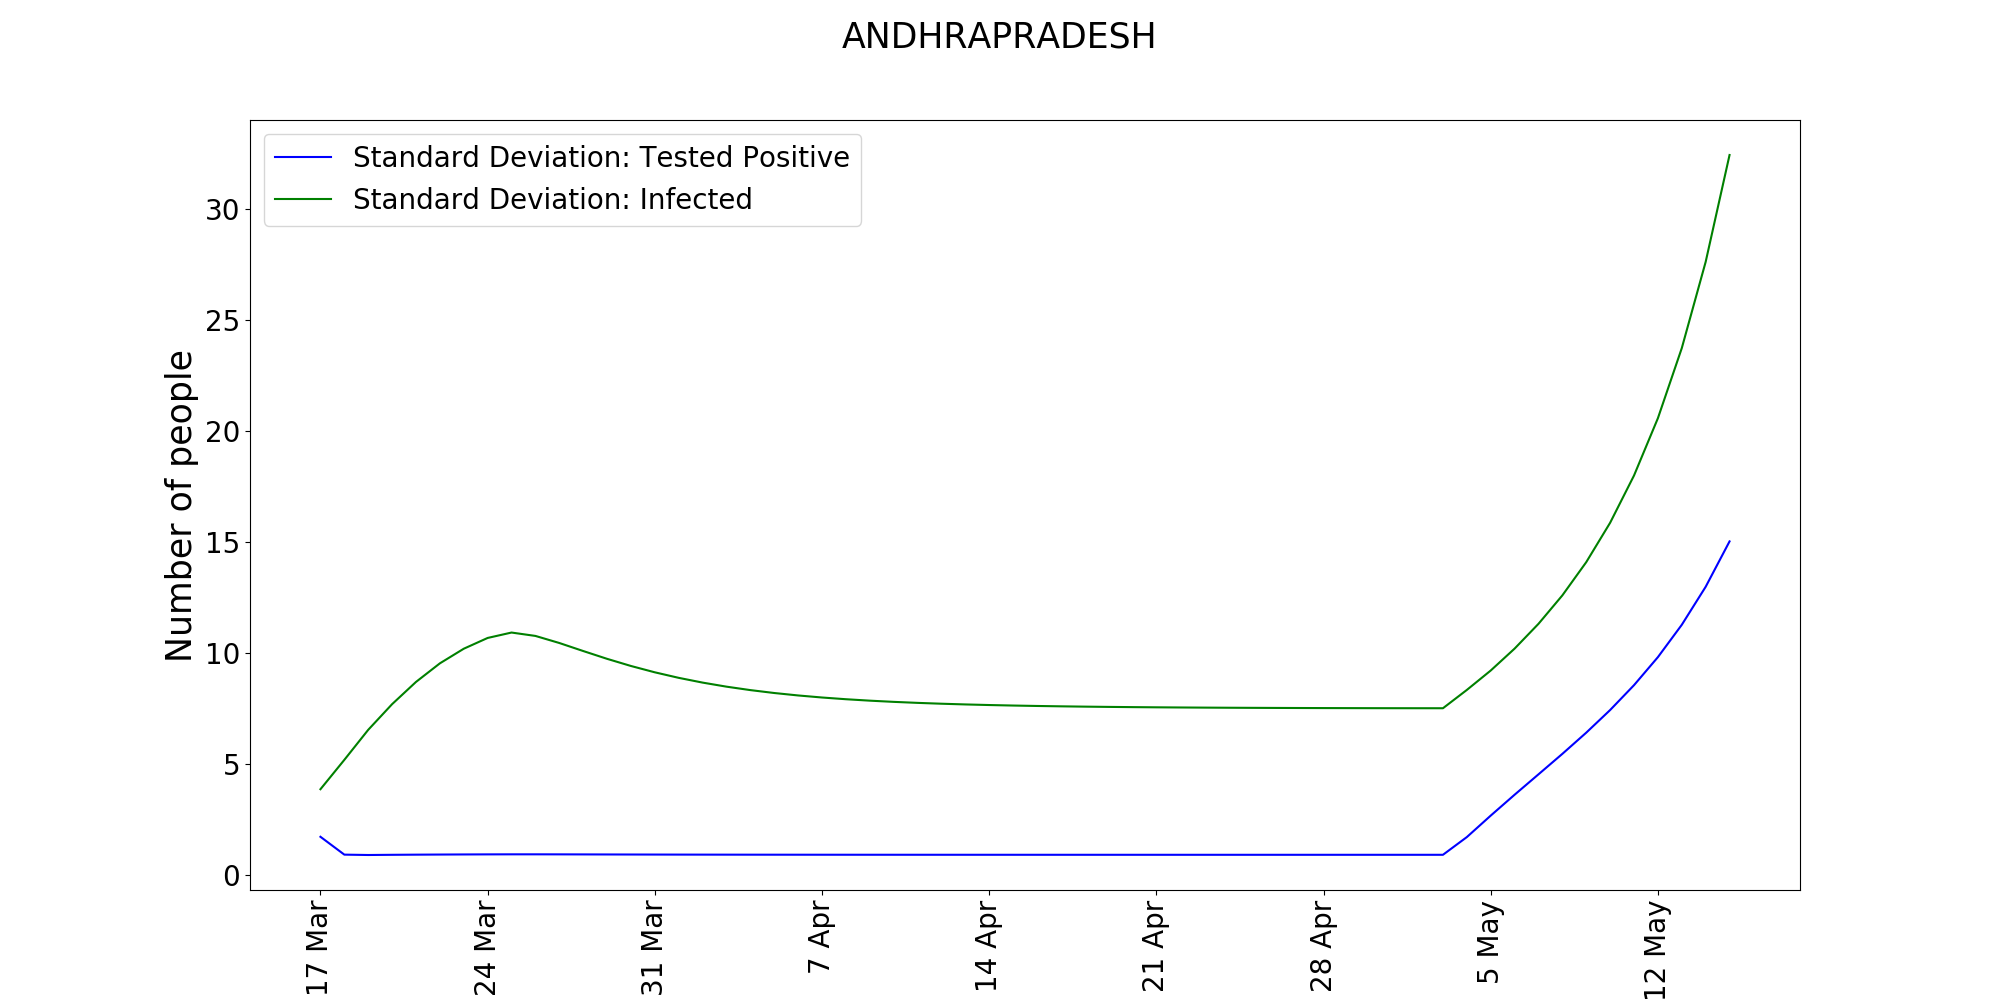 ANDHRAPRADESH
Standard Deviation: Tested Positive
Standard Deviation: Infected
Number of people
30
25
20
15
10
5
0
17 Mar
24 Mar
31 Mar
7 Apr
14 Apr
21 Apr
28 Apr
5 May
12 May